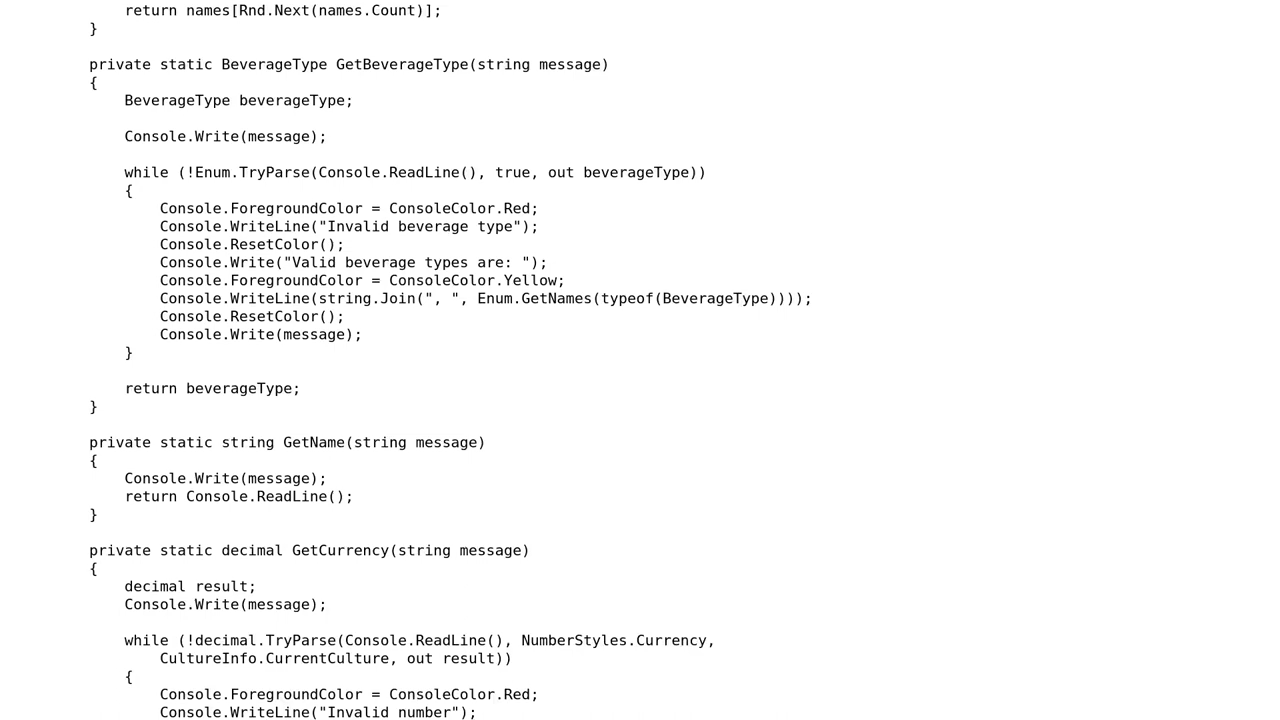 return names[Rnd.Next(names.Count)];
}
private static BeverageType GetBeverageType(string message)
{
BeverageType beverageType;
Console.Write(message);
while (!Enum.TryParse(Console.ReadLine(), true, out beverageType))
{
Console.ForegroundColor = ConsoleColor.Red;
Console.WriteLine("Invalid beverage type");
Console.ResetColor();
Console.Write("Valid beverage types are: ");
Console.ForegroundColor = ConsoleColor.Yellow;
Console.WriteLine(string.Join(", ", Enum.GetNames(typeof(BeverageType))));
Console.ResetColor();
Console.Write(message);
}
return beverageType;
}
private static string GetName(string message)
{
Console.Write(message);
return Console.ReadLine();
}
private static decimal GetCurrency(string message)
{
decimal result;
Console.Write(message);
while (!decimal.TryParse(Console.ReadLine(), NumberStyles.Currency,
CultureInfo.CurrentCulture, out result))
{
Console.ForegroundColor = ConsoleColor.Red;
Console.WriteLine("Invalid number");